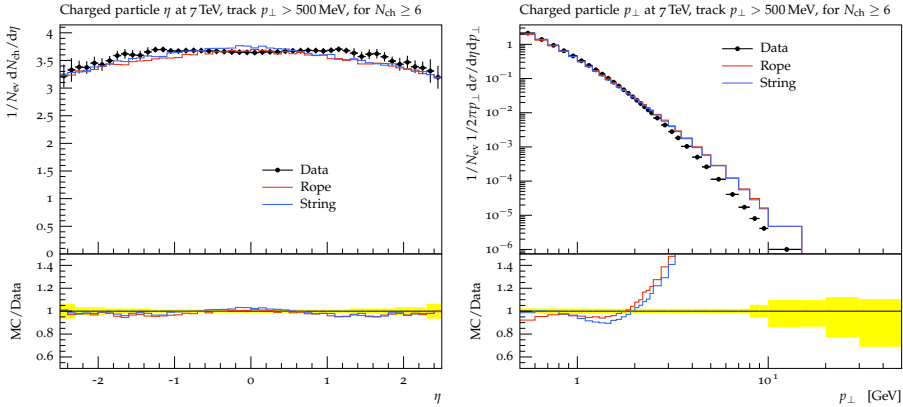 Charged particle η at 7 TeV, track p⊥ > 500 MeV, for Nch ≥ 6
1/Nev dNch/dη
4
3.5
3
2.5
2
1.5
1
0.5
0
Data
Rope
String
MC/Data
1.4
1.2
1
0.8
0.6
-2
-1
0
1
2
η
Charged particle p⊥ at 7 TeV, track p⊥ > 500 MeV, for Nch ≥ 6
1/Nev 1/2πp⊥ dσ/dηdp⊥
1
10⁻¹
10⁻²
10⁻³
10⁻⁴
10⁻⁵
10⁻⁶
Data
Rope
String
MC/Data
1.4
1.2
1
0.8
0.6
1
10¹
p⊥ [GeV]